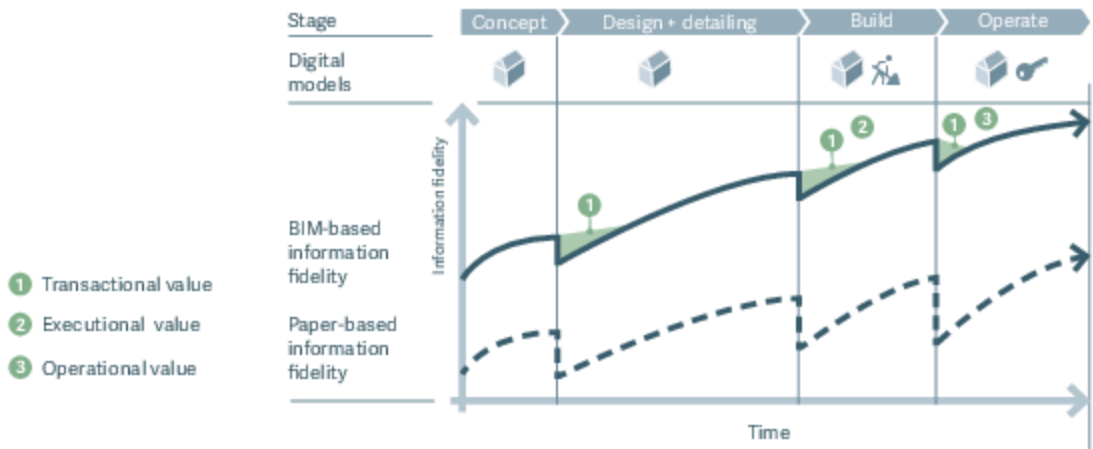 Stage
Concept
Design + detailing
Build
Operate
Digital
models
1
2
1
3
1
Information fidelity
BIM-based
information
fidelity
Paper-based
information
fidelity
1 Transactional value
2 Executional value
3 Operational value
Time